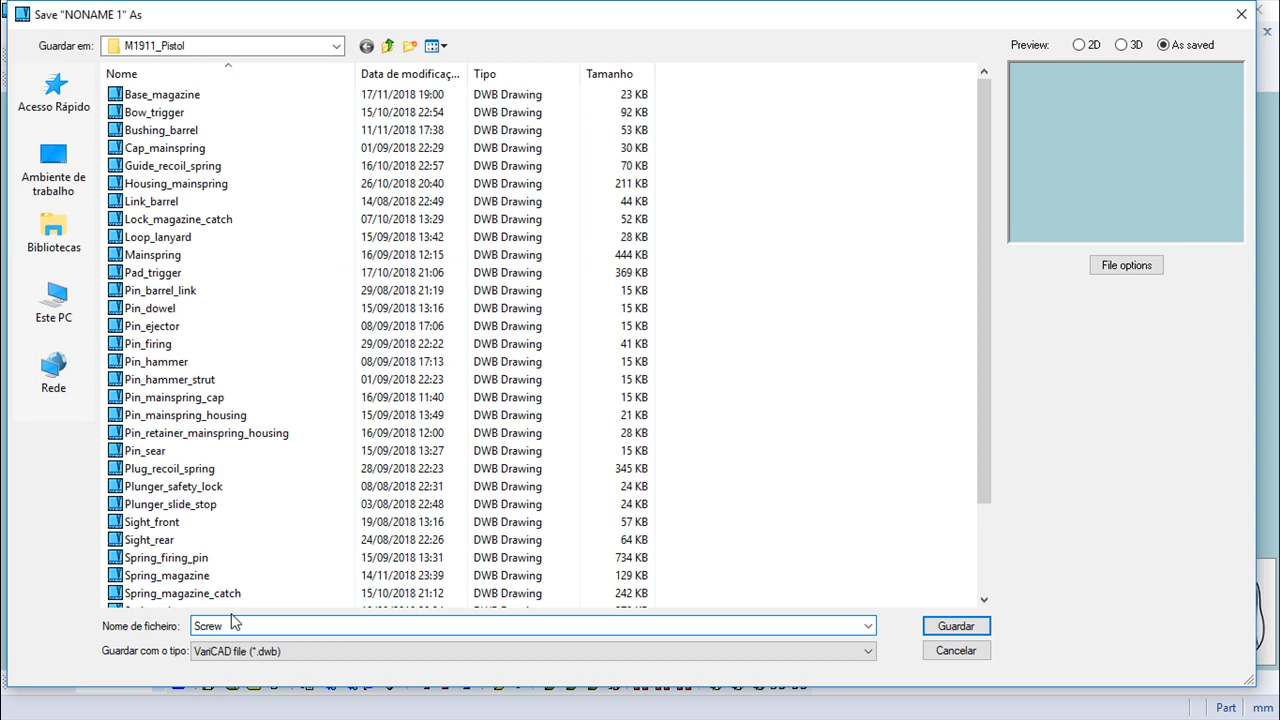 Save "NONAME 1" As
Guardar em: M1911_Pistol
Preview: 2D 3D As saved
Nome Data de modificaç... Tipo Tamanho
Base_magazine 17/11/2018 19:00 DWB Drawing 23 KB
Bow_trigger 15/10/2018 22:54 DWB Drawing 92 KB
Bushing_barrel 11/11/2018 17:38 DWB Drawing 53 KB
Cap_mainspring 01/09/2018 22:29 DWB Drawing 30 KB
Guide_recoil_spring 16/10/2018 22:57 DWB Drawing 70 KB
Housing_mainspring 26/10/2018 20:40 DWB Drawing 211 KB
Link_barrel 14/08/2018 22:49 DWB Drawing 44 KB
Lock_magazine_catch 07/10/2018 13:29 DWB Drawing 52 KB
Loop_lanyard 15/09/2018 13:42 DWB Drawing 28 KB
Mainspring 16/09/2018 12:15 DWB Drawing 444 KB
Pad_trigger 17/10/2018 21:06 DWB Drawing 369 KB
Pin_barrel_link 29/08/2018 21:19 DWB Drawing 15 KB
Pin_dowel 15/09/2018 13:16 DWB Drawing 15 KB
Pin_ejector 08/09/2018 17:06 DWB Drawing 15 KB
Pin_firing 29/09/2018 22:22 DWB Drawing 41 KB
Pin_hammer 08/09/2018 17:13 DWB Drawing 15 KB
Pin_hammer_strut 01/09/2018 22:23 DWB Drawing 15 KB
Pin_mainspring_cap 16/09/2018 11:40 DWB Drawing 15 KB
Pin_mainspring_housing 15/09/2018 13:49 DWB Drawing 21 KB
Pin_retainer_mainspring_housing 16/09/2018 12:00 DWB Drawing 28 KB
Pin_sear 15/09/2018 13:27 DWB Drawing 15 KB
Plug_recoil_spring 28/09/2018 22:23 DWB Drawing 345 KB
Plunger_safety_lock 08/08/2018 22:31 DWB Drawing 24 KB
Plunger_slide_stop 03/08/2018 22:48 DWB Drawing 24 KB
Sight_front 19/08/2018 13:16 DWB Drawing 57 KB
Sight_rear 24/08/2018 22:26 DWB Drawing 64 KB
Spring_firing_pin 15/09/2018 13:31 DWB Drawing 734 KB
Spring_magazine 14/11/2018 23:39 DWB Drawing 129 KB
Spring_magazine_catch 15/10/2018 21:12 DWB Drawing 242 KB
Acesso Rápido
Ambiente de
trabalho
Bibliotecas
Este PC
Rede
File options
Nome de ficheiro: Screw
Guardar
Guardar com o tipo: VariCAD file (*.dwb)
Cancelar
Part mm